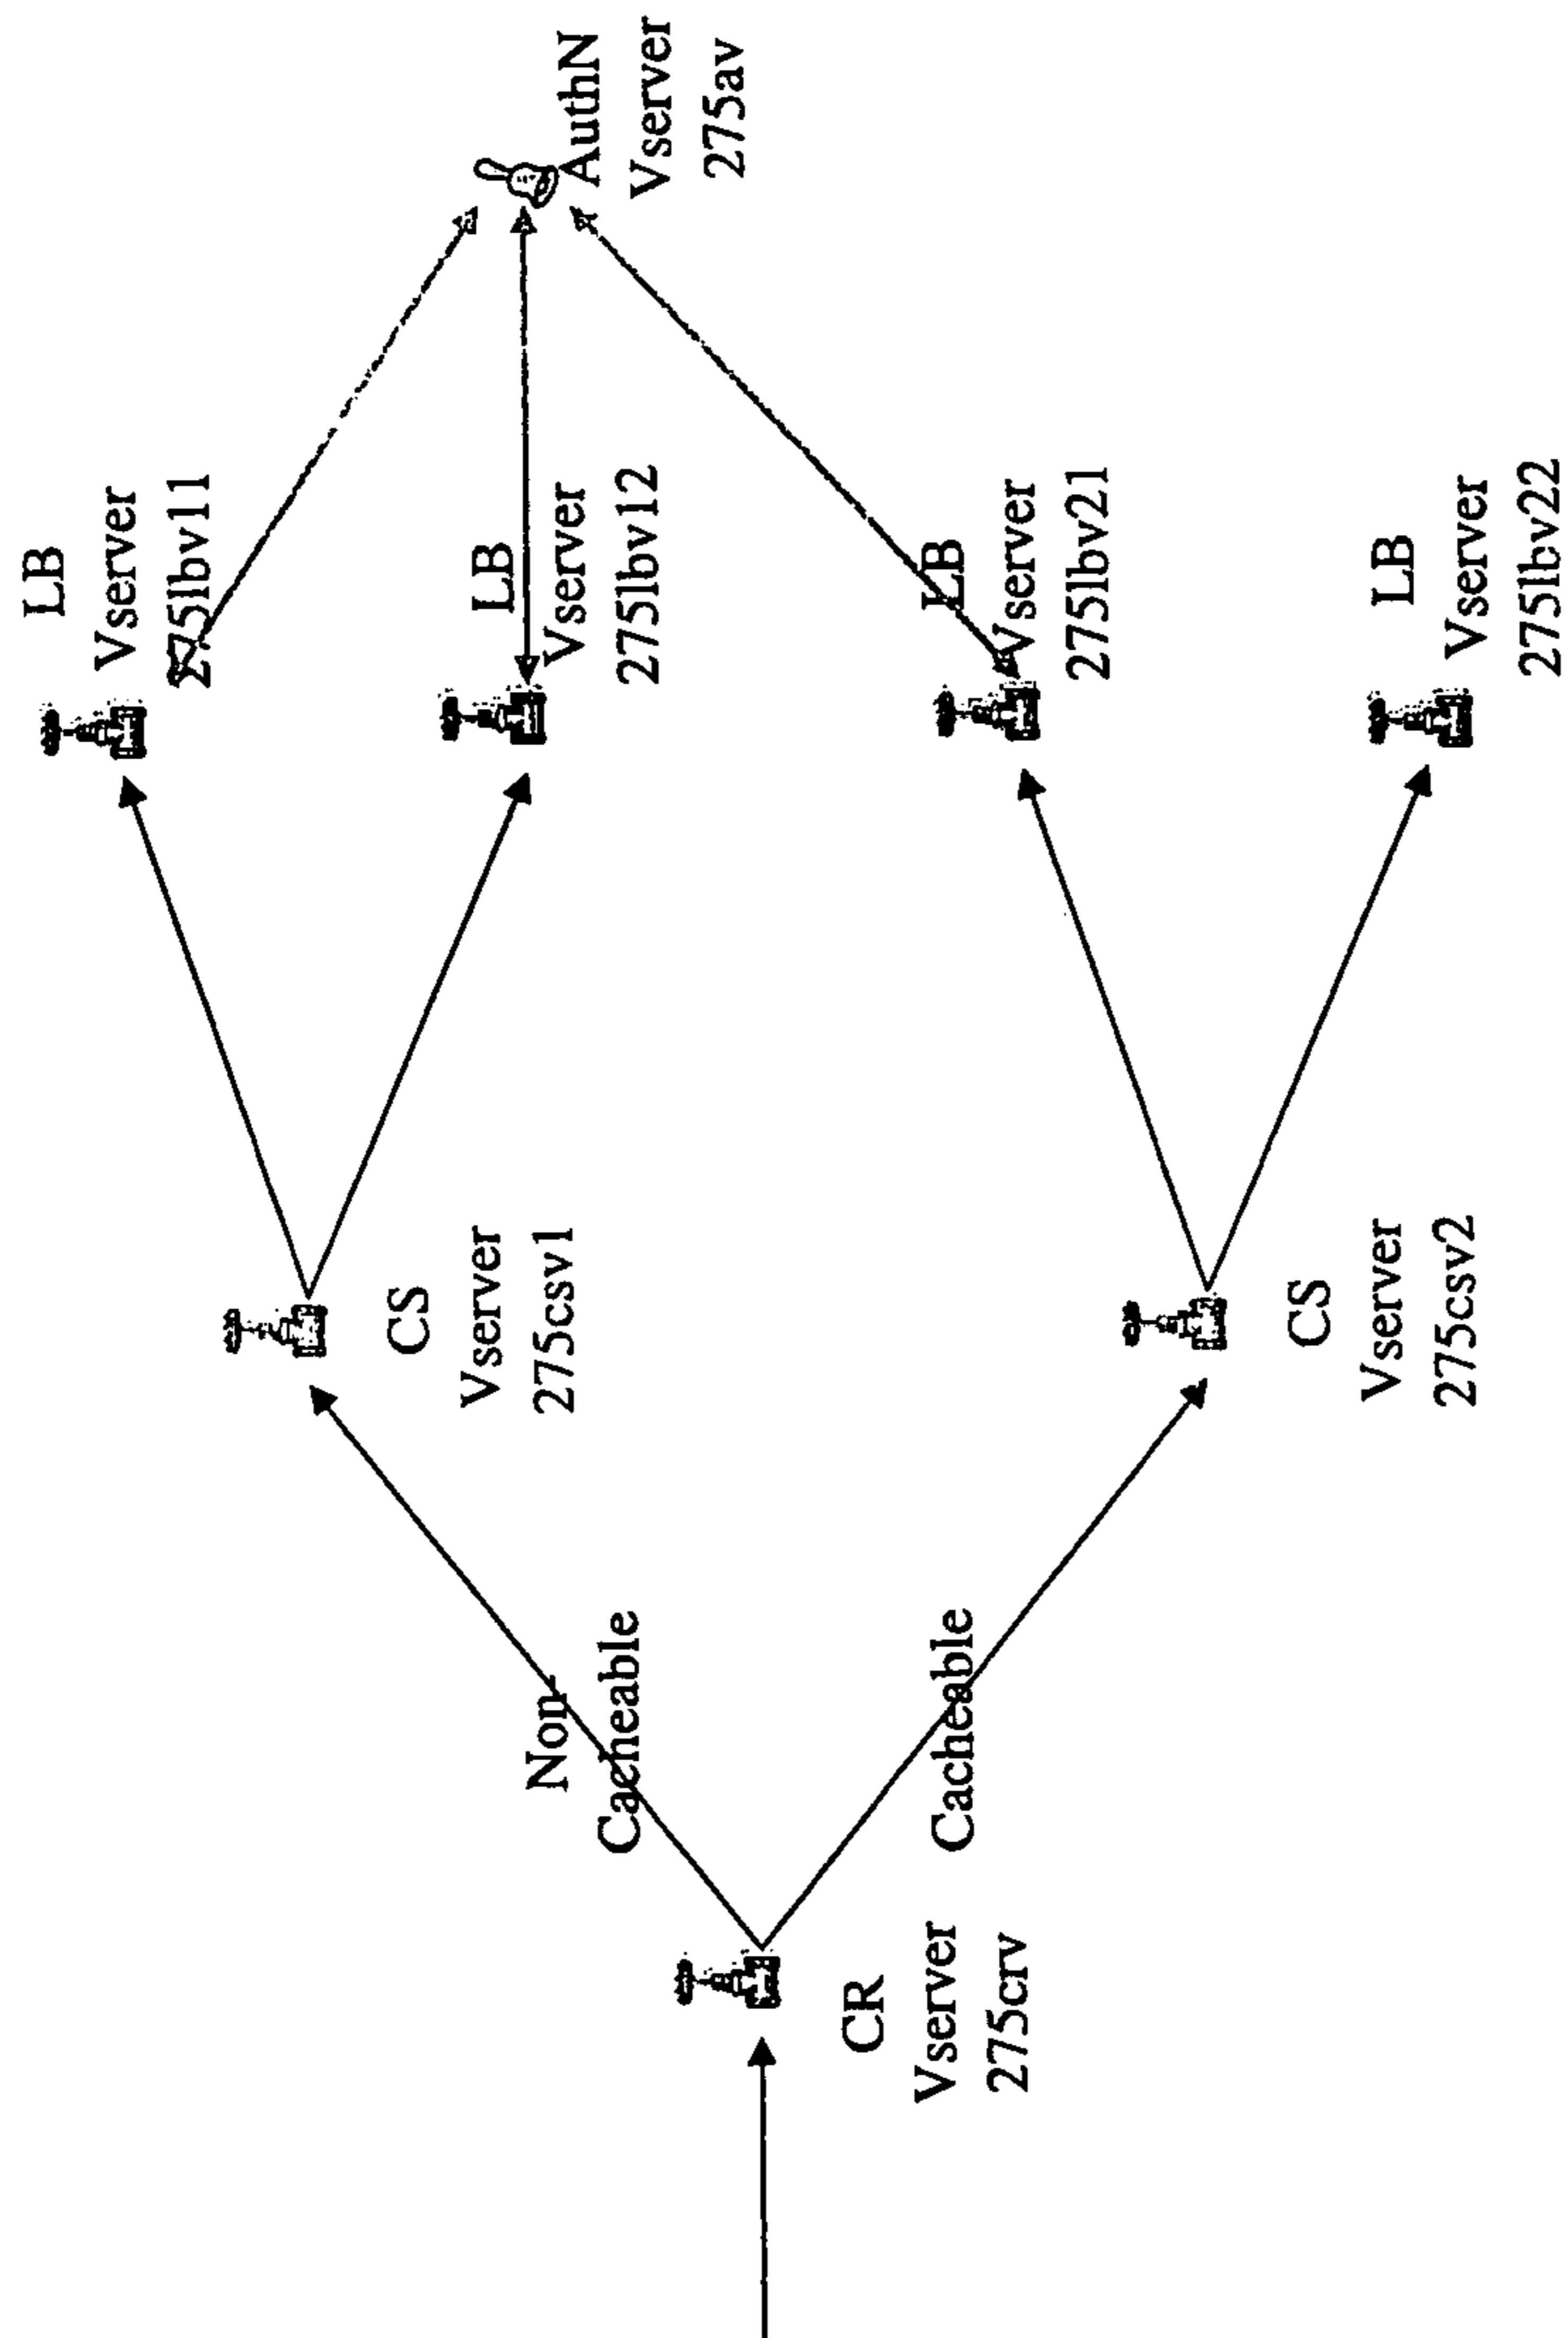 CR
Vserver
275crv
Non-
Cacheable
Cacheable
CS
Vserver
275csv1
CS
Vserver
275csv2
LB
Vserver
275lbv11
LB
Vserver
275lbv12
LB
Vserver
275lbv21
LB
Vserver
275lbv22
AuthN
Vserver
275av